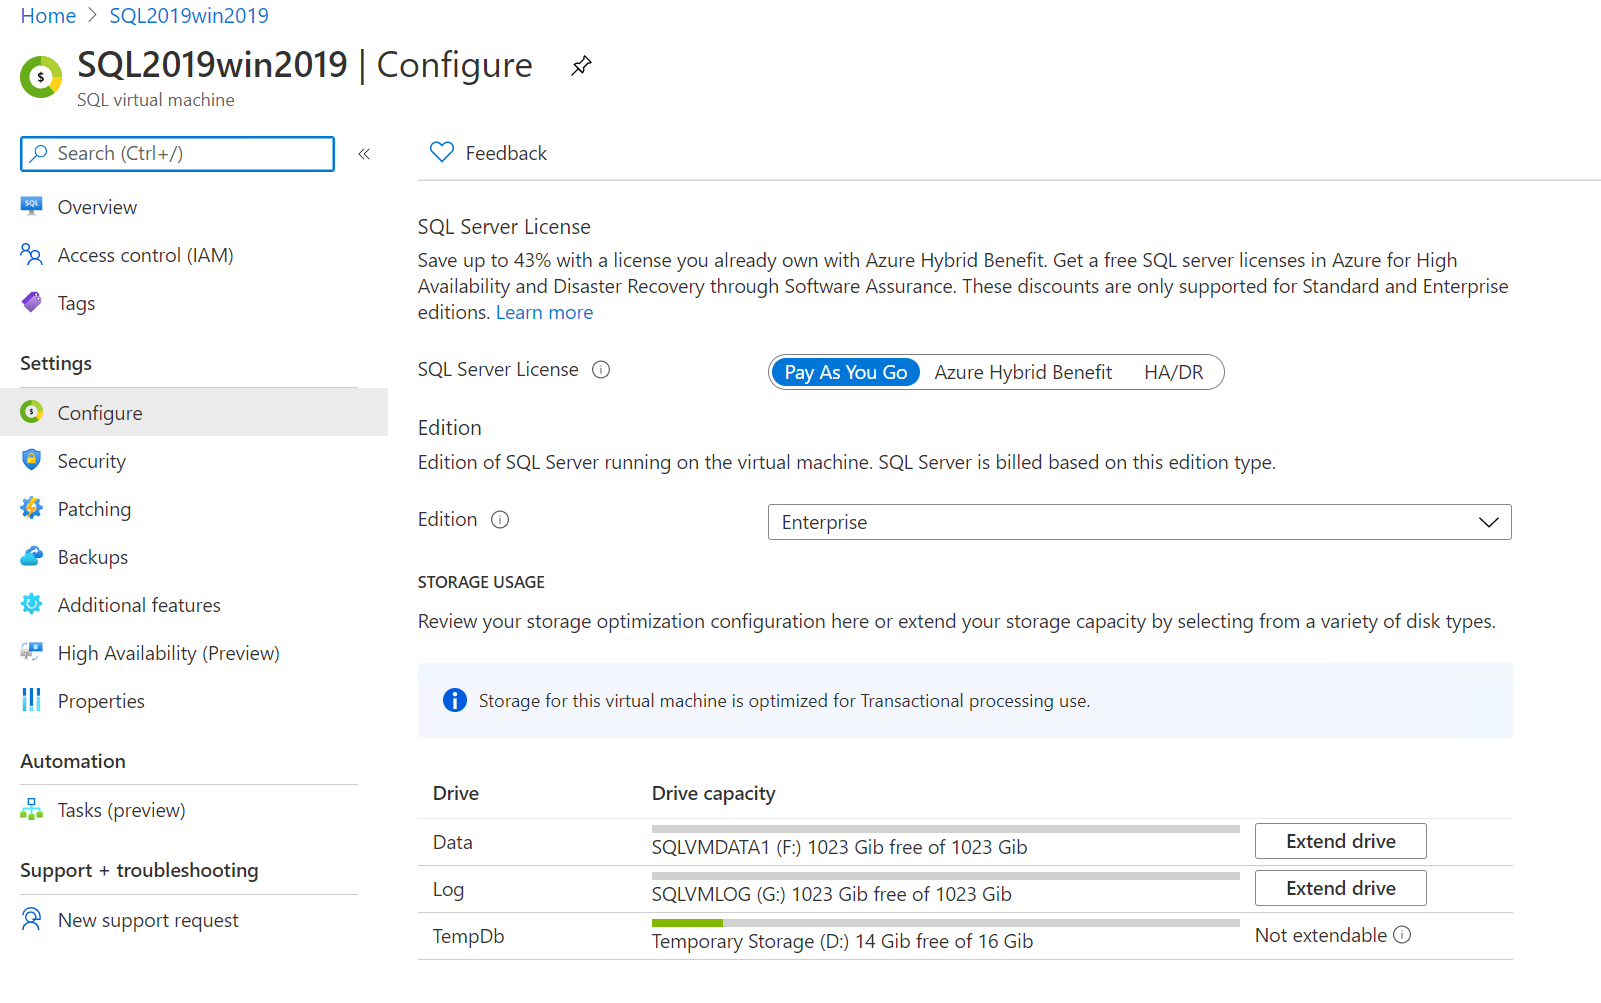 Home > SQL2019win2019
SQL2019win2019 | Configure
SQL virtual machine
Search (Ctrl+/)
«
Overview
Access control (IAM)
Tags
Settings
Configure
Security
Patching
Backups
Additional features
High Availability (Preview)
Properties
Automation
Tasks (preview)
Support + troubleshooting
New support request
Feedback
SQL Server License
Save up to 43% with a license you already own with Azure Hybrid Benefit. Get a free SQL server licenses in Azure for High
Availability and Disaster Recovery through Software Assurance. These discounts are only supported for Standard and Enterprise
editions. Learn more
SQL Server License
Pay As You Go Azure Hybrid Benefit HA/DR
Edition
Edition of SQL Server running on the virtual machine. SQL Server is billed based on this edition type.
Edition
Enterprise
STORAGE USAGE
Review your storage optimization configuration here or extend your storage capacity by selecting from a variety of disk types.
Storage for this virtual machine is optimized for Transactional processing use.
Drive Drive capacity
Data SQLVMDATA1 (F:) 1023 Gib free of 1023 Gib Extend drive
Log SQLVMLOG (G:) 1023 Gib free of 1023 Gib Extend drive
TempDb Temporary Storage (D:) 14 Gib free of 16 Gib Not extendable